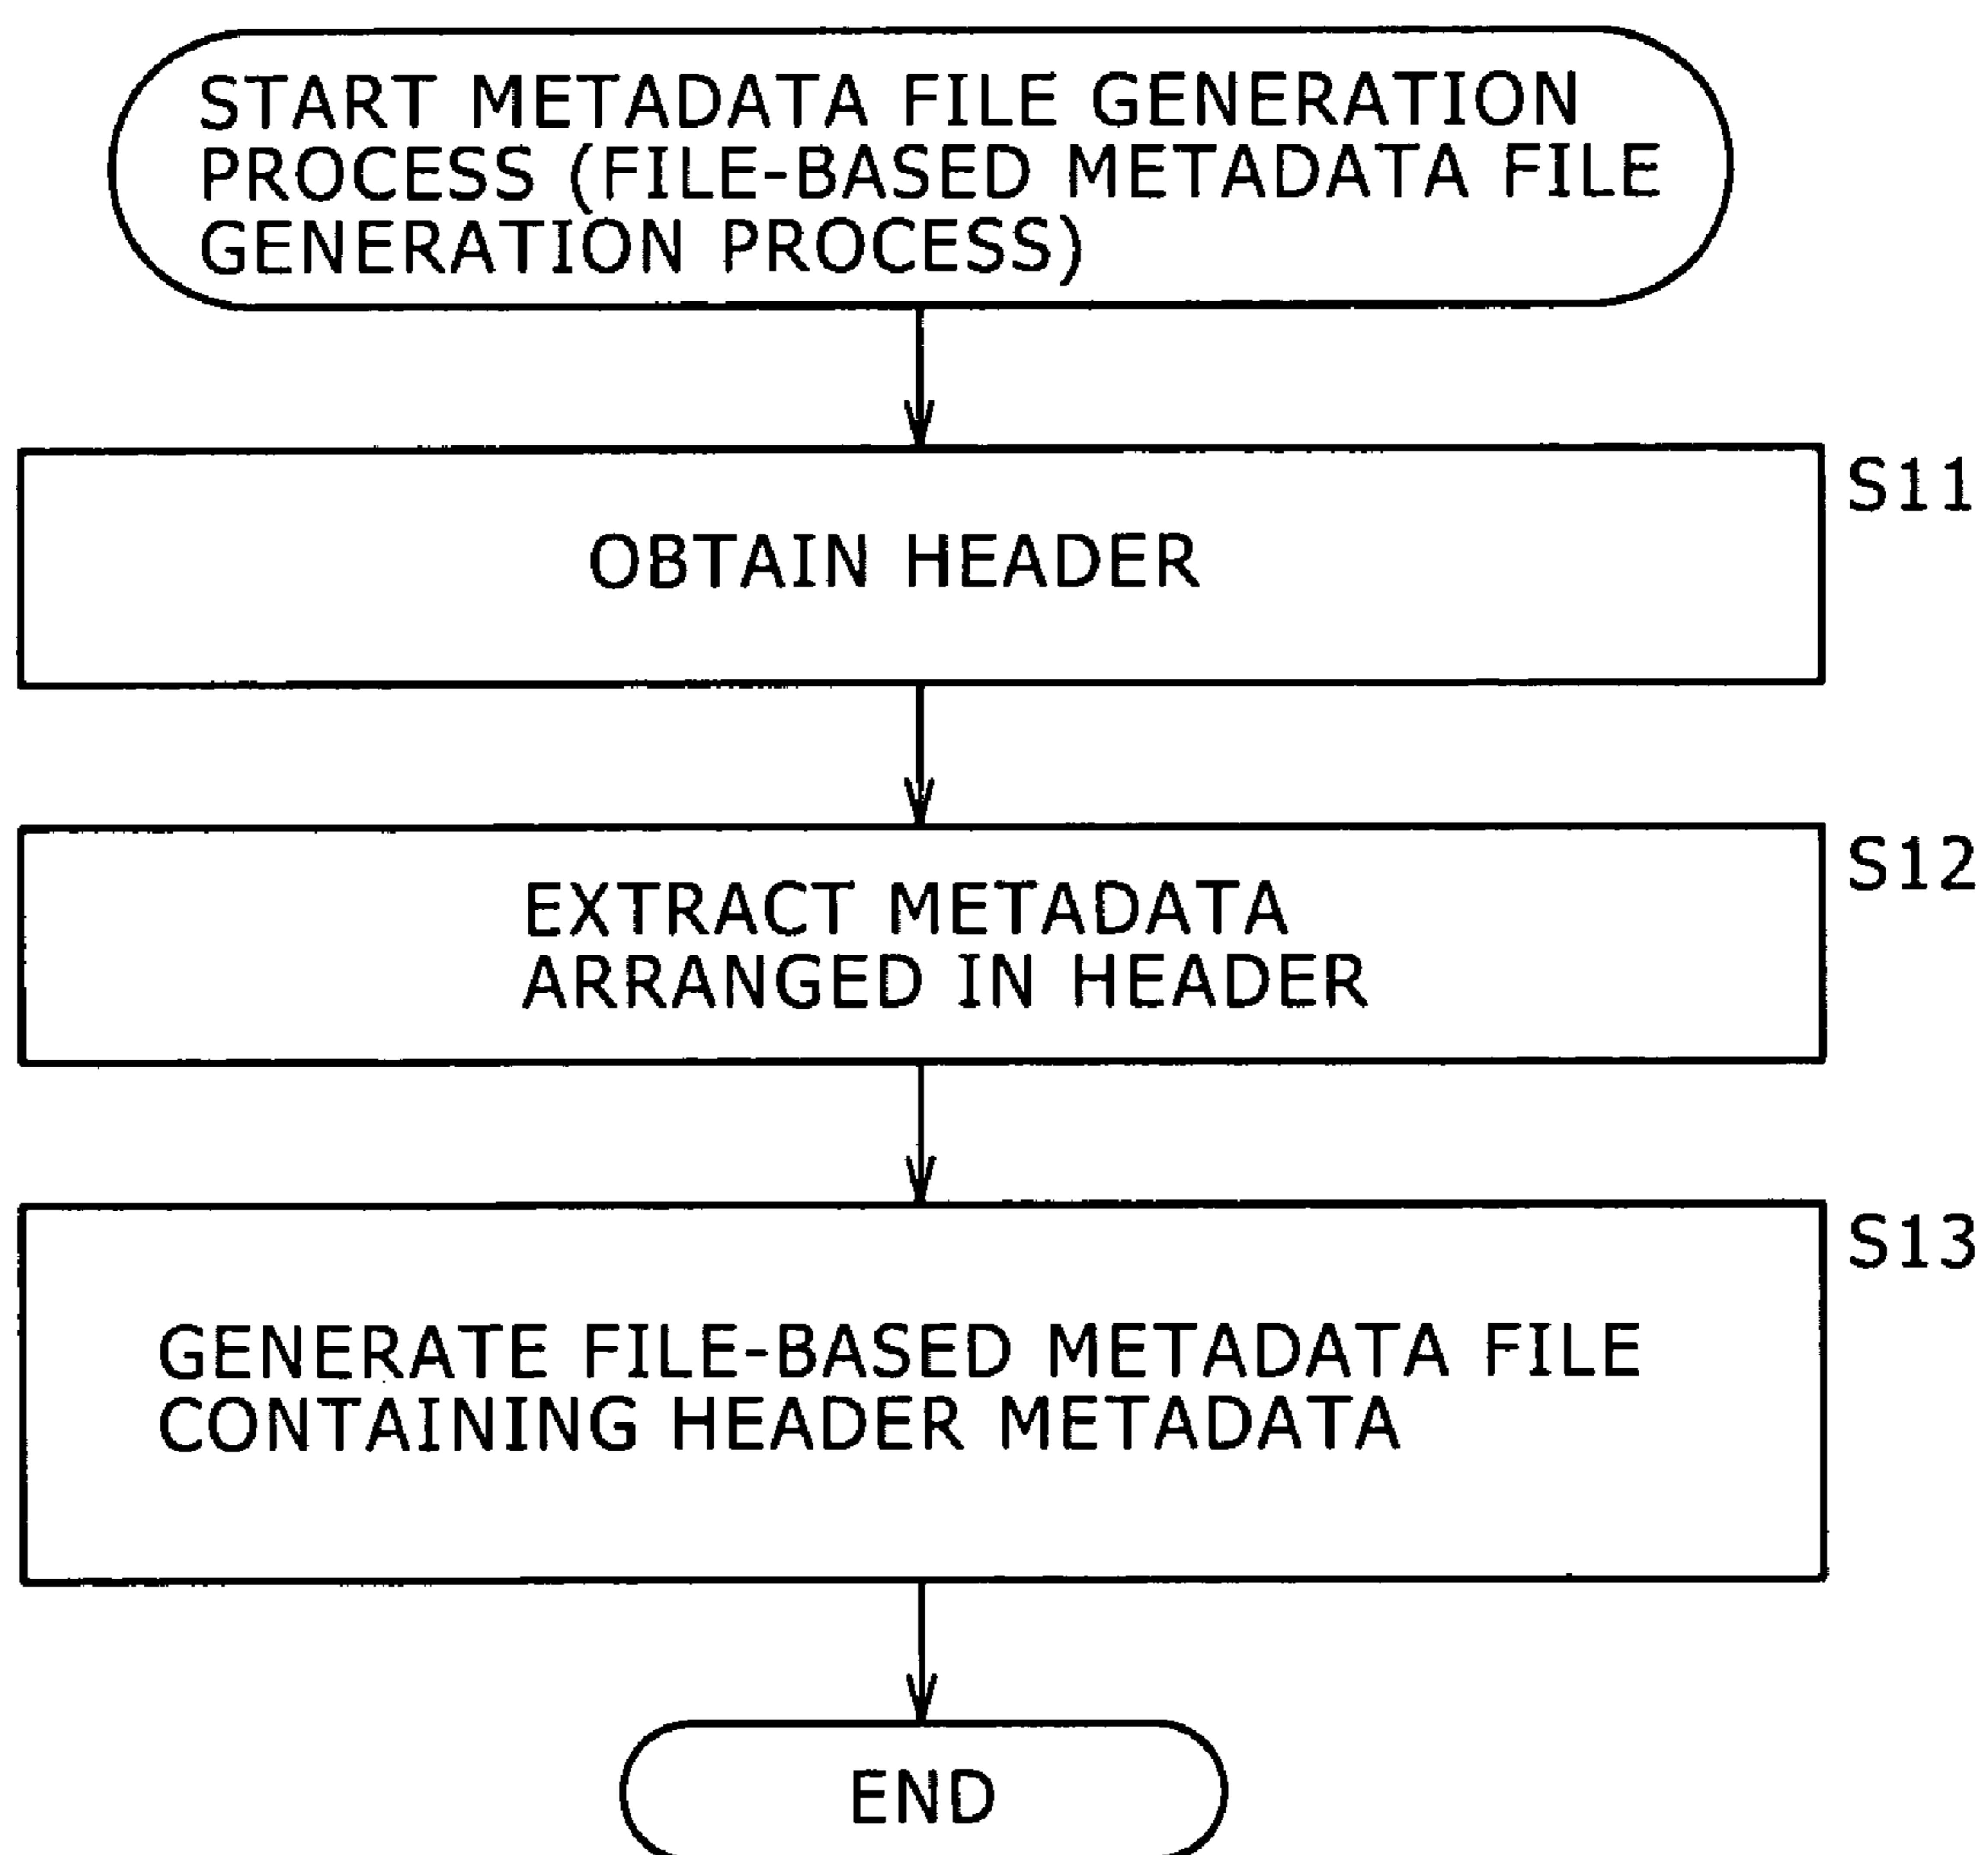 START METADATA FILE GENERATION
PROCESS (FILE-BASED METADATA FILE
GENERATION PROCESS)
S11
OBTAIN HEADER
S12
EXTRACT METADATA
ARRANGED IN HEADER
S13
GENERATE FILE-BASED METADATA FILE
CONTAINING HEADER METADATA
END